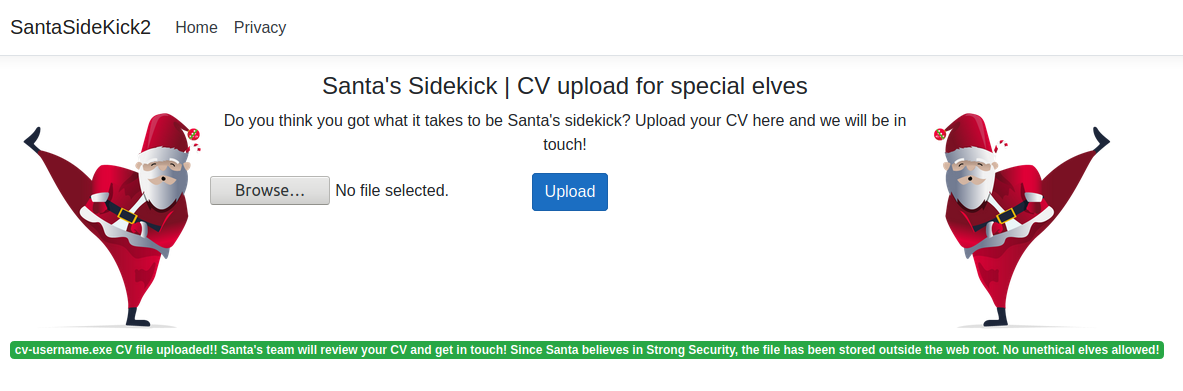 SantaSideKick2 Home Privacy
Santa's Sidekick | CV upload for special elves
Do you think you got what it takes to be Santa's sidekick? Upload your CV here and we will be in
touch!
Browse... No file selected. Upload
cv-username.exe CV file uploaded!! Santa's team will review your CV and get in touch! Since Santa believes in Strong Security, the file has been stored outside the web root. No unethical elves allowed!